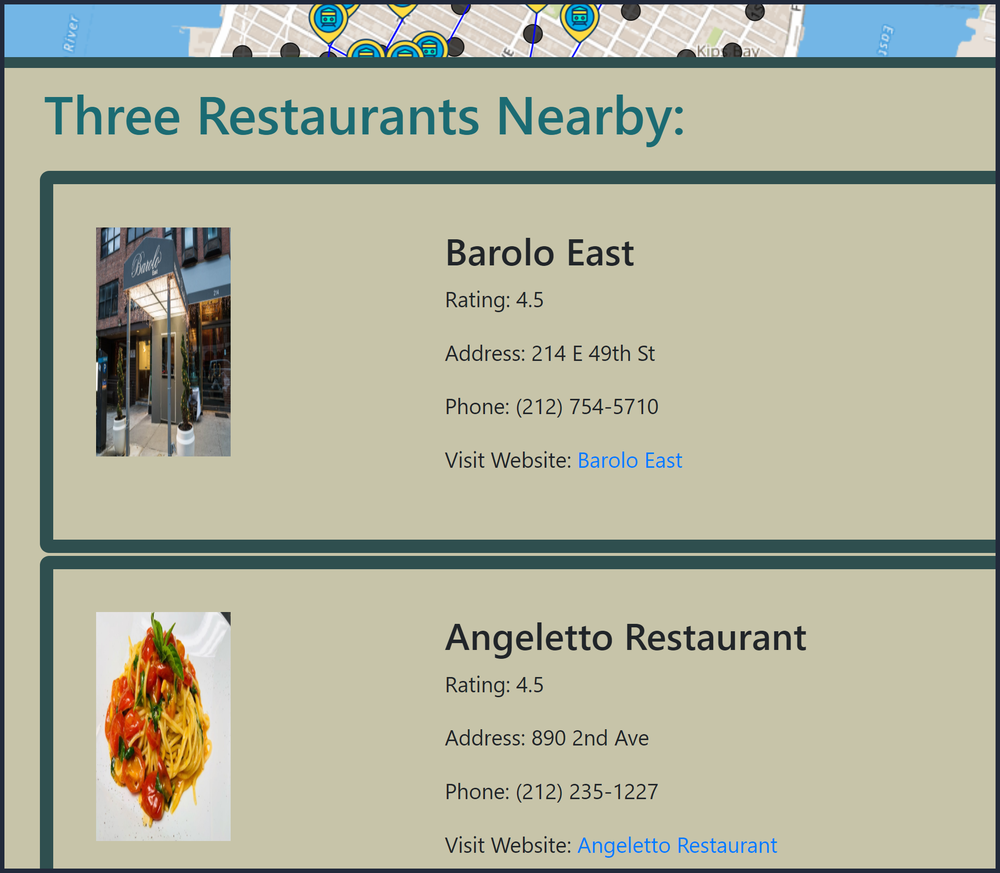 River
East
Kips Bay
Three Restaurants Nearby:
Barolo
East
214
P
Barolo East
Rating: 4.5
Address: 214 E 49th St
Phone: (212) 754-5710
Visit Website: Barolo East
Angeletto Restaurant
Rating: 4.5
Address: 890 2nd Ave
Phone: (212) 235-1227
Visit Website: Angeletto Restaurant